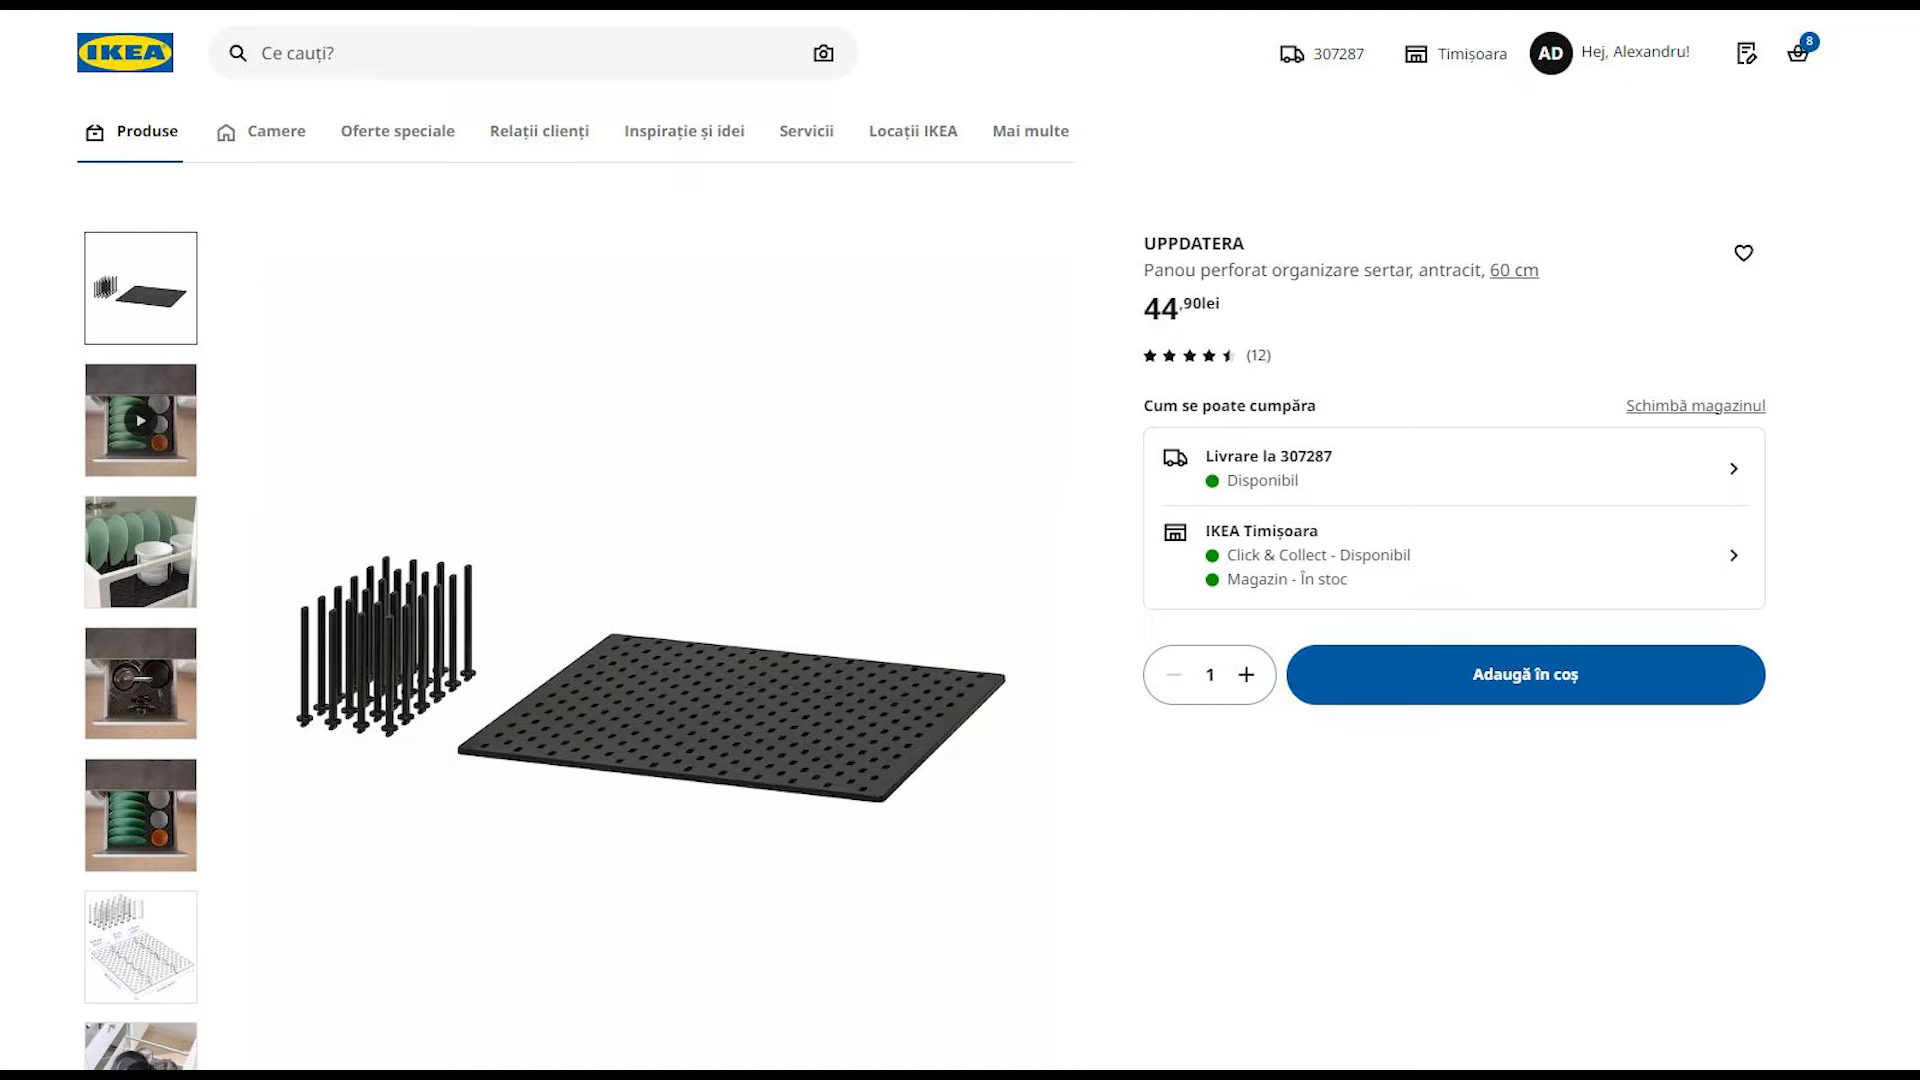 IKEA
Ce cauți?
307287
Timișoara
AD
Hej, Alexandru!
8
Produse
Camere
Oferte speciale
Relații clienți
Inspirație și idei
Servicii
Locații IKEA
Mai multe
UPPDATERA
Panou perforat organizare sertar, antracit, 60 cm
44,90lei
(12)
Cum se poate cumpăra
Schimbă magazinul
Livrare la 307287
Disponibil
IKEA Timișoara
Click & Collect - Disponibil
Magazin - În stoc
1
Adaugă în coș